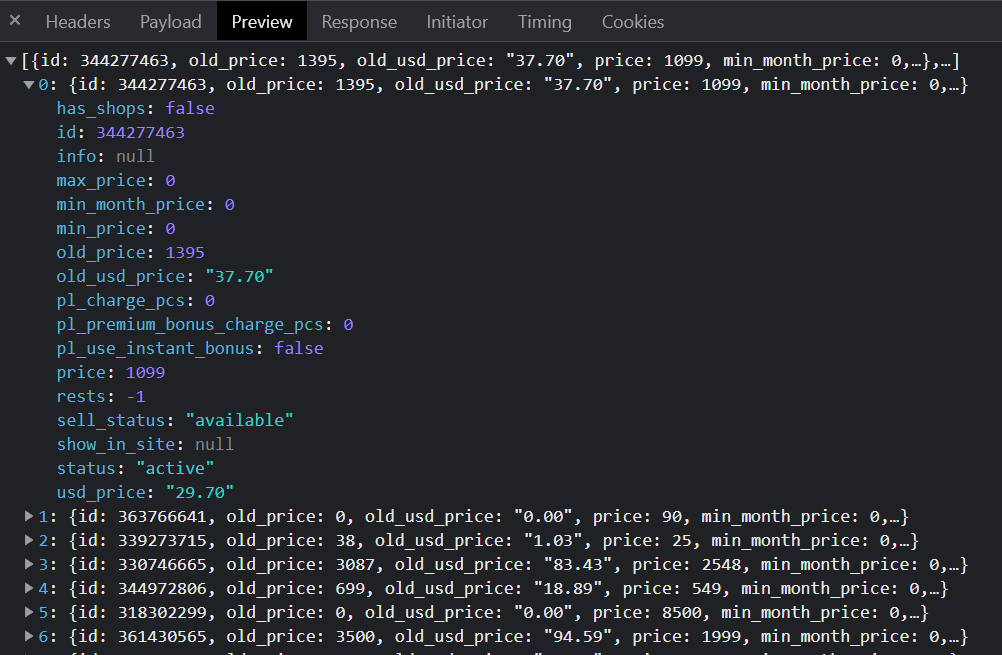 × Headers Payload Preview Response Initiator Timing Cookies
▼[{id: 344277463, old_price: 1395, old_usd_price: "37.70", price: 1099, min_month_price: 0,…},…]
▼0: {id: 344277463, old_price: 1395, old_usd_price: "37.70", price: 1099, min_month_price: 0,…}
has_shops: false
id: 344277463
info: null
max_price: 0
min_month_price: 0
min_price: 0
old_price: 1395
old_usd_price: "37.70"
pl_charge_pcs: 0
pl_premium_bonus_charge_pcs: 0
pl_use_instant_bonus: false
price: 1099
rests: -1
sell_status: "available"
show_in_site: null
status: "active"
usd_price: "29.70"
▶1: {id: 363766641, old_price: 0, old_usd_price: "0.00", price: 90, min_month_price: 0,…}
▶2: {id: 339273715, old_price: 38, old_usd_price: "1.03", price: 25, min_month_price: 0,…}
▶3: {id: 330746665, old_price: 3087, old_usd_price: "83.43", price: 2548, min_month_price: 0,…}
▶4: {id: 344972806, old_price: 699, old_usd_price: "18.89", price: 549, min_month_price: 0,…}
▶5: {id: 318302299, old_price: 0, old_usd_price: "0.00", price: 8500, min_month_price: 0,…}
▶6: {id: 361430565, old_price: 3500, old_usd_price: "94.59", price: 1999, min_month_price: 0,…}